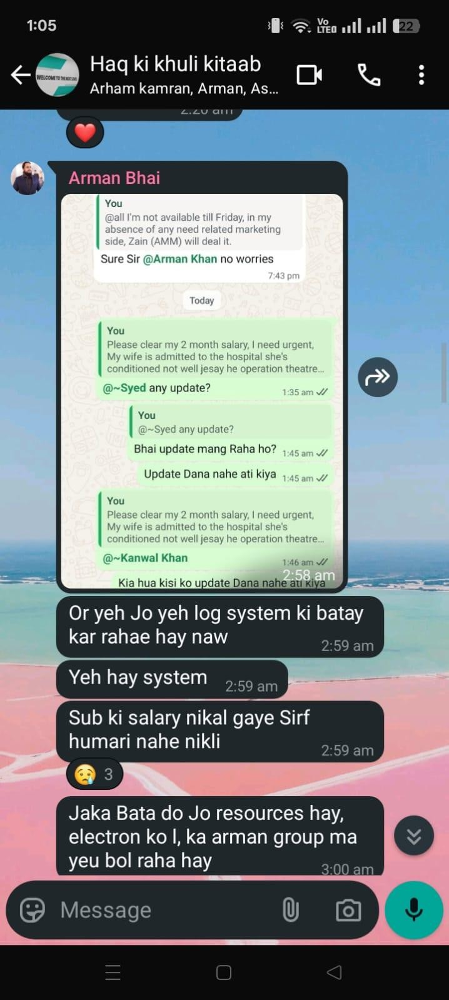 1:05
Vo
LTE
22
Haq ki khuli kitaab
Arham kamran, Arman, As...
WELCOME TO THE NEXT LEVEL
2:20 am
Arman Bhai
You
@all I'm not available till Friday, in my
absence of any need related marketing
side, Zain (AMM) will deal it.
Sure Sir @Arman Khan no worries
7:43 pm
Today
You
Please clear my 2 month salary, I need urgent,
My wife is admitted to the hospital she's
conditioned not well jesay he operation theatre...
@~Syed any update?
1:35 am
You
@~Syed any update?
Bhai update mang Raha ho?
1:45 am
Update Dana nahe ati kiya
1:45 am
You
Please clear my 2 month salary, I need urgent,
My wife is admitted to the hospital she's
conditioned not well jesay he operation theatre...
@~Kanwal Khan
1:46 am
2:58 am
Kia hua kisi ko update Dana nahe ati kiya
Or yeh Jo yeh log system ki batay
kar rahae hay naw
2:59 am
Yeh hay system
2:59 am
Sub ki salary nikal gaye Sirf
humari nahe nikli
2:59 am
3
Jaka Bata do Jo resources hay,
electron ko l, ka arman group ma
yeu bol raha hay
3:00 am
Message